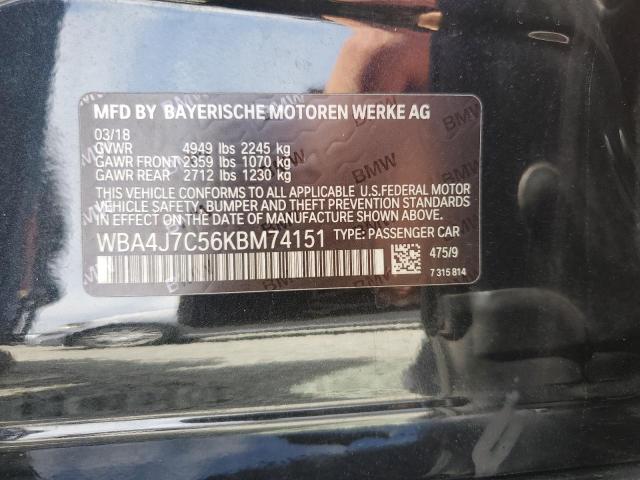 MFD BY BAYERISCHE MOTOREN WERKE AG
03/18
GVWR 4949 lbs 2245 kg
GAWR FRONT 2359 lbs 1070 kg
GAWR REAR 2712 lbs 1230 kg
THIS VEHICLE CONFORMS TO ALL APPLICABLE U.S.FEDERAL MOTOR
VEHICLE SAFETY, BUMPER AND THEFT PREVENTION STANDARDS
IN EFFECT ON THE DATE OF MANUFACTURE SHOWN ABOVE.
WBA4J7C56KBM74151 TYPE: PASSENGER CAR
475/9
7 315 814
BMW